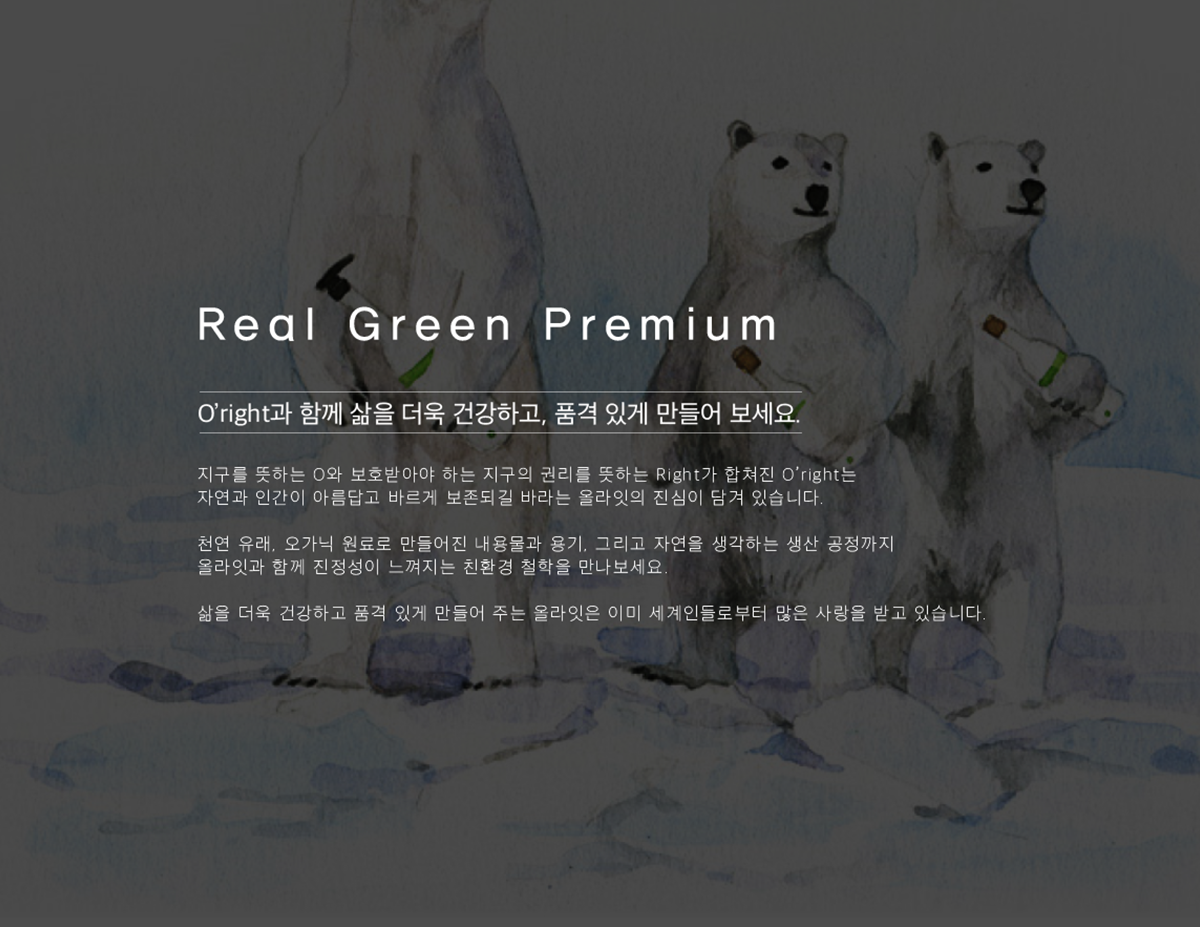 Real Green Premium
O'right과 함께 삶을 더욱 건강하고, 품격 있게 만들어 보세요.
지구를 뜻하는 O와 보호받아야 하는 지구의 권리를 뜻하는 Right가 합쳐진 O'right는
자연과 인간이 아름답고 바르게 보존되길 바라는 올라잇의 진심이 담겨 있습니다.
천연 유래, 오가닉 원료로 만들어진 내용물과 용기, 그리고 자연을 생각하는 생산 공정까지
올라잇과 함께 진정성이 느껴지는 친환경 철학을 만나보세요.
삶을 더욱 건강하고 품격 있게 만들어 주는 올라잇은 이미 세계인들로부터 많은 사랑을 받고 있습니다.